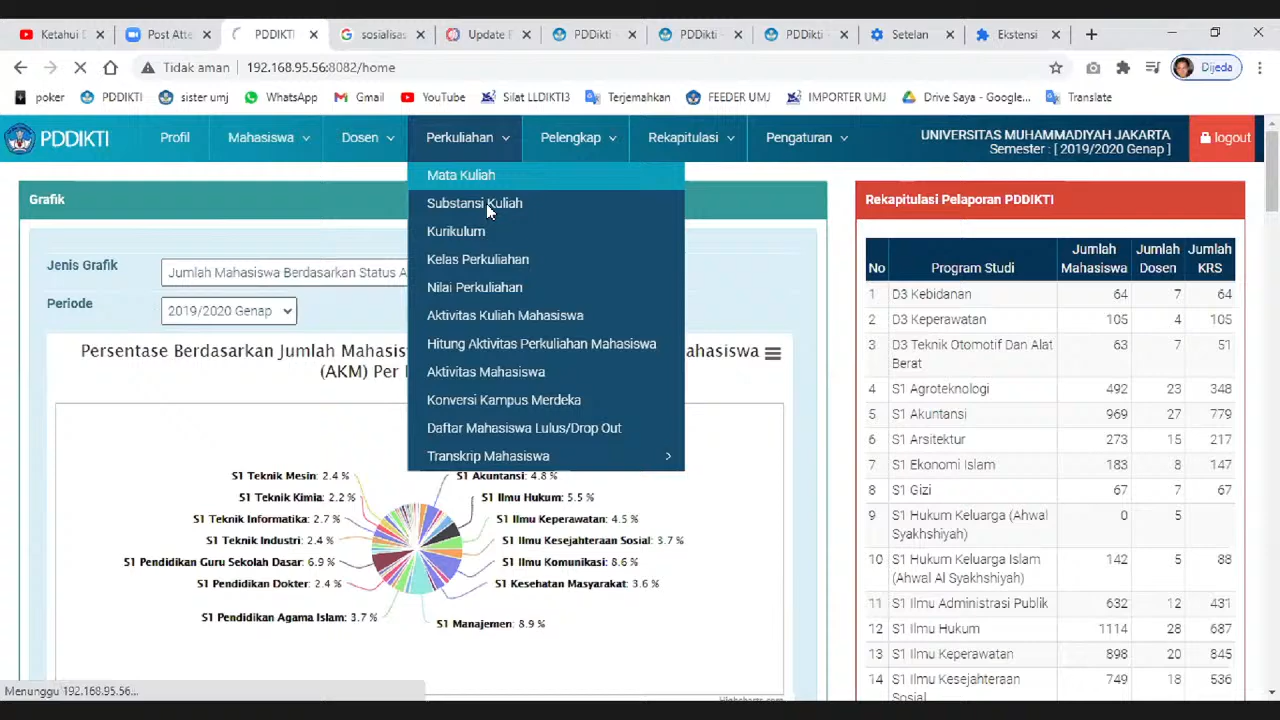 Ketahui
Post Atte
PDDIKTI
sosialisas
Update F
PDDikti -
PDDikti -
PDDikti -
Setelan
Ekstensi
Tidak aman
192.168.95.56:8082/home
Dijeda
poker
PDDIKTI
sister umj
WhatsApp
Gmail
YouTube
Silat LLDIKTI3
Terjemahkan
FEEDER UMJ
IMPORTER UMJ
Drive Saya - Google...
Translate
PDDIKTI
Profil
Mahasiswa
Dosen
Perkuliahan
Pelengkap
Rekapitulasi
Pengaturan
UNIVERSITAS MUHAMMADIYAH JAKARTA
Semester : [ 2019/2020 Genap ]
logout
Mata Kuliah
Substansi Kuliah
Kurikulum
Kelas Perkuliahan
Nilai Perkuliahan
Aktivitas Kuliah Mahasiswa
Hitung Aktivitas Perkuliahan Mahasiswa
Aktivitas Mahasiswa
Konversi Kampus Merdeka
Daftar Mahasiswa Lulus/Drop Out
Transkrip Mahasiswa
Grafik
Jenis Grafik
Jumlah Mahasiswa Berdasarkan Status A
Periode
2019/2020 Genap
Persentase Berdasarkan Jumlah Mahasis ahasiswa
(AKM) Per
S1 Teknik Mesin: 2.4 %
S1 Akuntansi: 4.8 %
S1 Teknik Kimia: 2.2 %
S1 Ilmu Hukum: 5.5 %
S1 Teknik Informatika: 2.7 %
S1 Ilmu Keperawatan: 4.5 %
S1 Teknik Industri: 2.4 %
S1 Ilmu Kesejahteraan Sosial: 3.7 %
S1 Pendidikan Guru Sekolah Dasar: 6.9 %
S1 Ilmu Komunikasi: 8.6 %
S1 Pendidikan Dokter: 2.4 %
S1 Kesehatan Masyarakat: 3.6 %
S1 Pendidikan Agama Islam: 3.7 %
S1 Manajemen: 8.9 %
Highcharts.com
Rekapitulasi Pelaporan PDDIKTI
No Program Studi Jumlah Mahasiswa Jumlah Dosen Jumlah KRS
1 D3 Kebidanan 64 7 64
2 D3 Keperawatan 105 4 105
3 D3 Teknik Otomotif Dan Alat 63 7 51
Berat
4 S1 Agroteknologi 492 23 348
5 S1 Akuntansi 969 27 779
6 S1 Arsitektur 273 15 217
7 S1 Ekonomi Islam 183 8 147
8 S1 Gizi 67 7 67
9 S1 Hukum Keluarga (Ahwal 0 5
Syakhshiyah)
10 S1 Hukum Keluarga Islam 142 5 88
(Ahwal Al Syakhshiyah)
11 S1 Ilmu Administrasi Publik 632 12 431
12 S1 Ilmu Hukum 1114 28 687
13 S1 Ilmu Keperawatan 898 20 845
14 S1 Ilmu Kesejahteraan 749 18 536
Sosial
Menunggu 192.168.95.56...